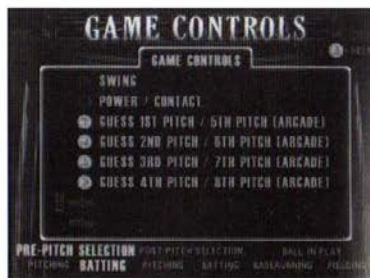 GAME CONTROLS
GAME CONTROLS
SWING
POWER / CONTACT
GUESS 1ST PITCH / 5TH PITCH (ARCADE)
GUESS 2ND PITCH / 6TH PITCH (ARCADE)
GUESS 3RD PITCH / 7TH PITCH (ARCADE)
GUESS 4TH PITCH / 8TH PITCH (ARCADE)
PRE-PITCH SELECTION POST-PITCH SELECTION BALL IN PLAY
PITCHING BATTING PITCHING BATTING BASERUNNING FIELDING